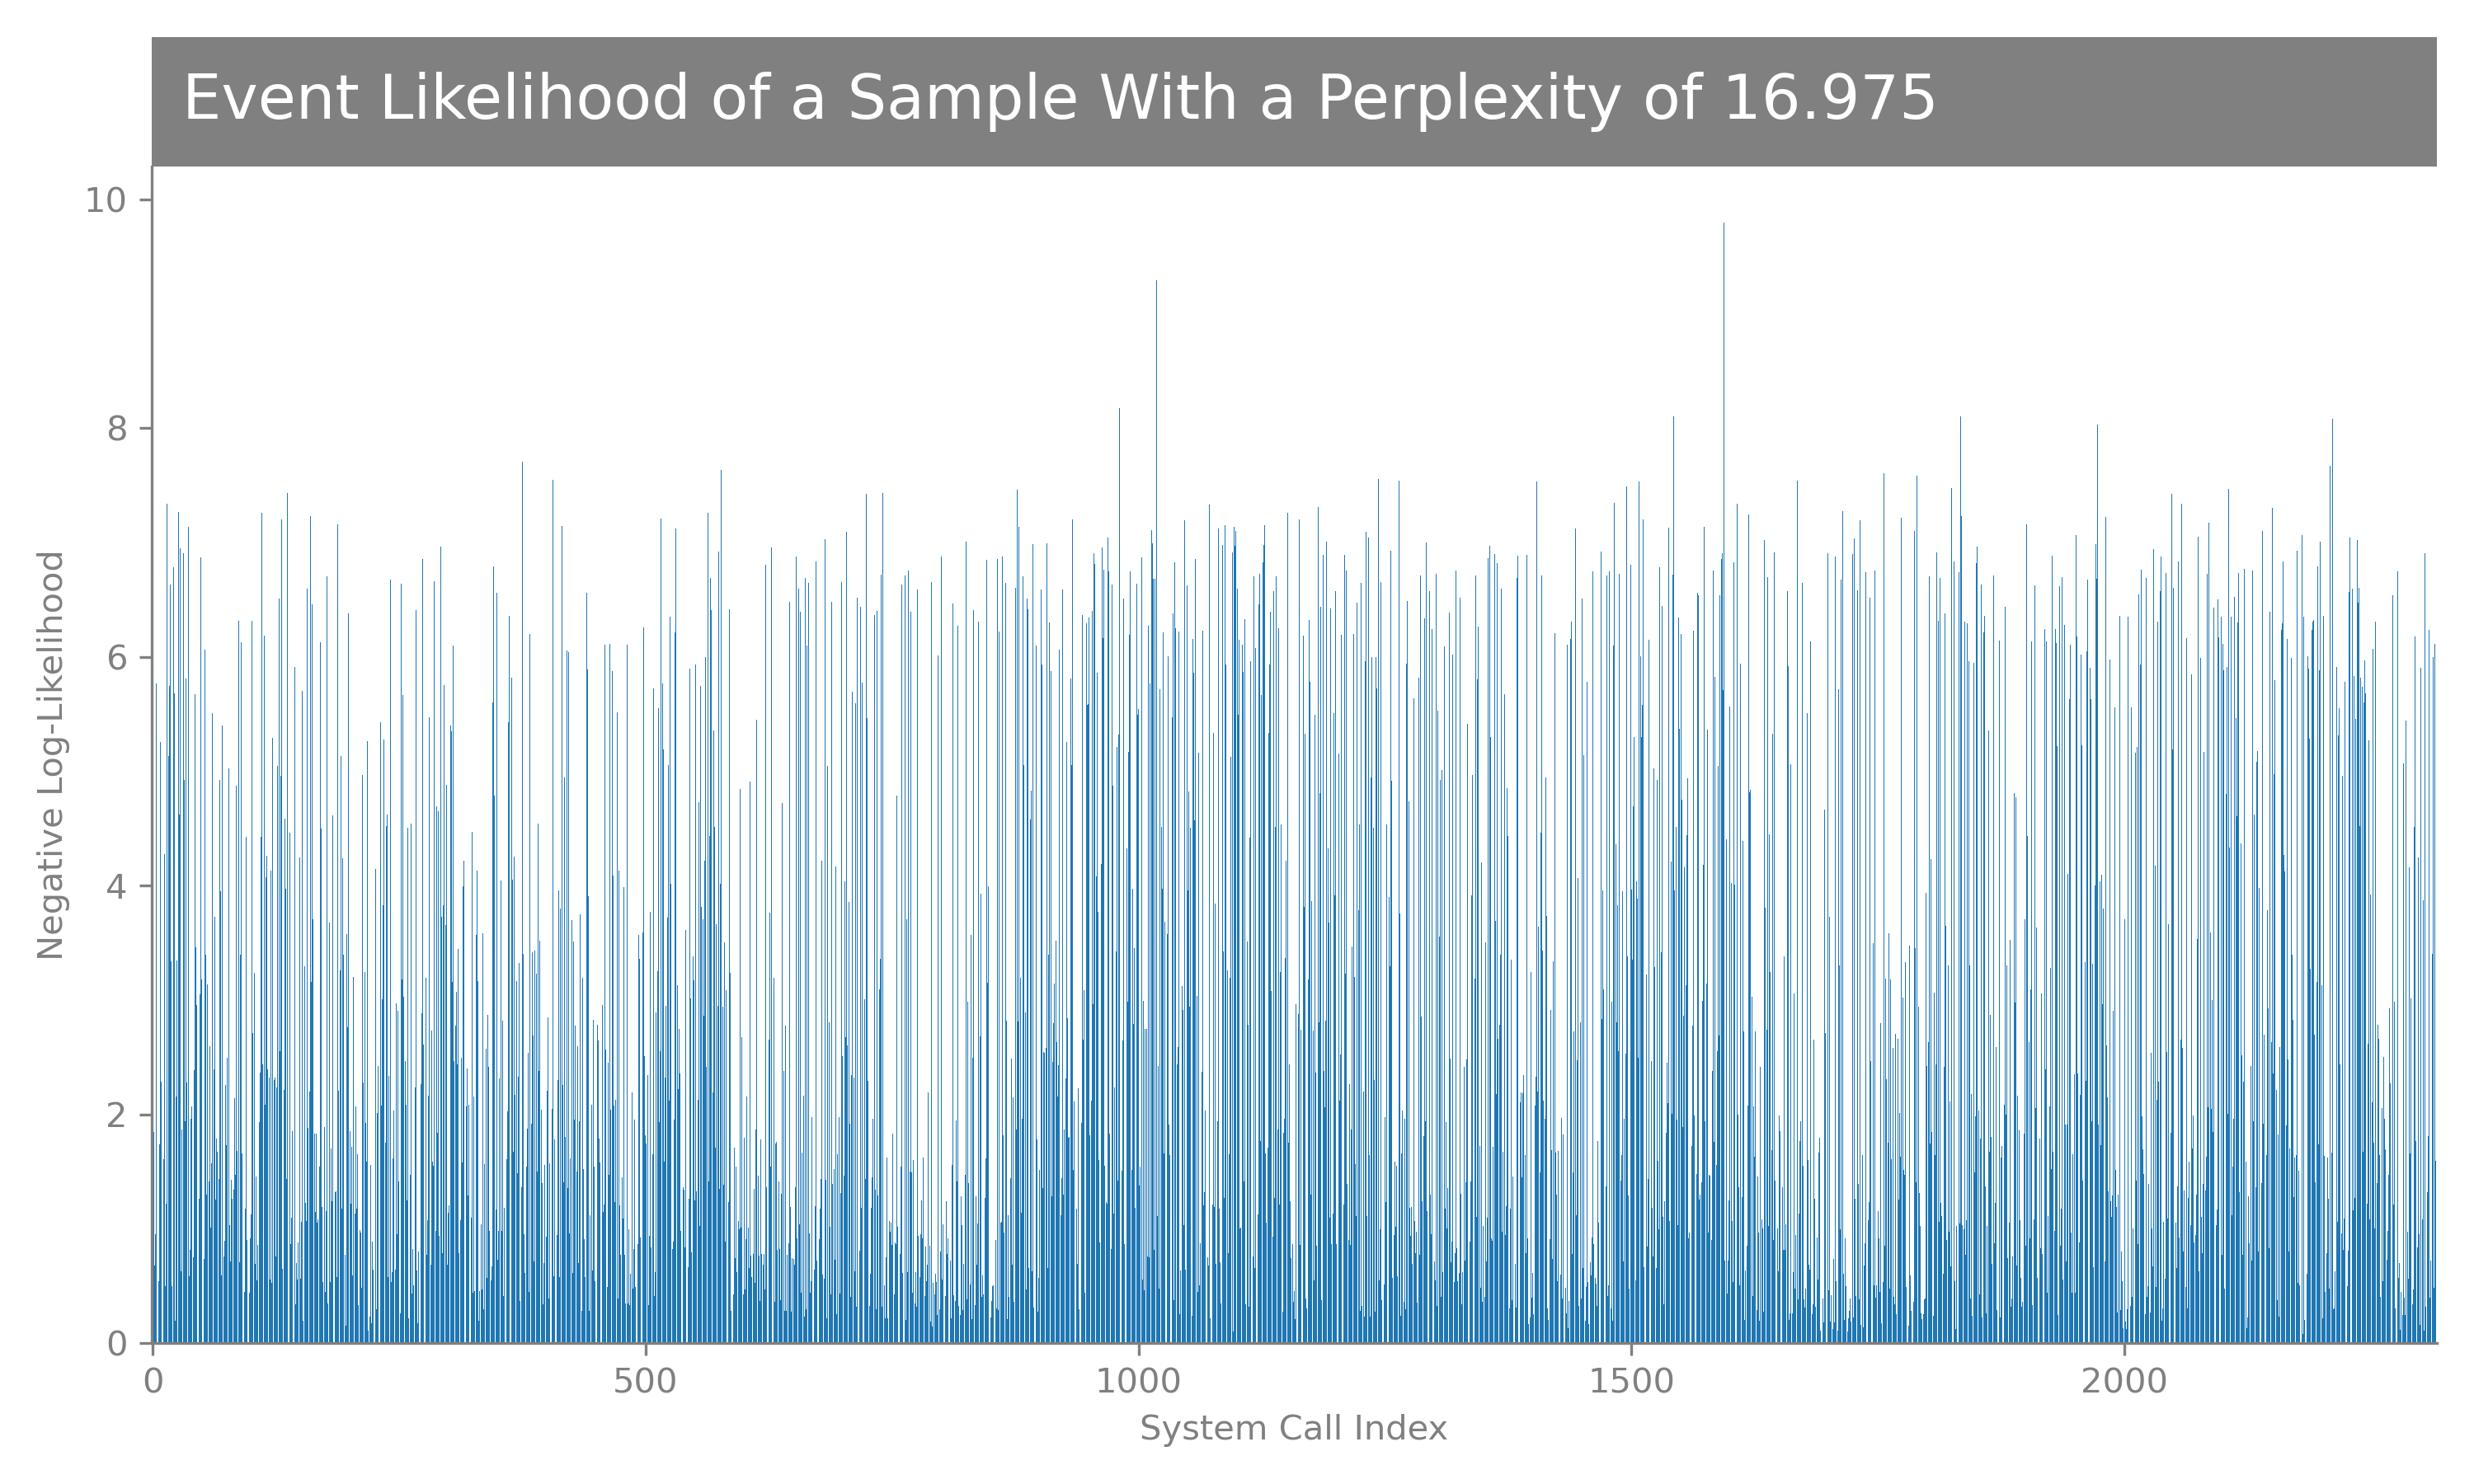 Event Likelihood of a Sample With a Perplexity of 16.975
10
8
6
4
2
0
Negative Log-Likelihood
0 500 1000 1500 2000
System Call Index